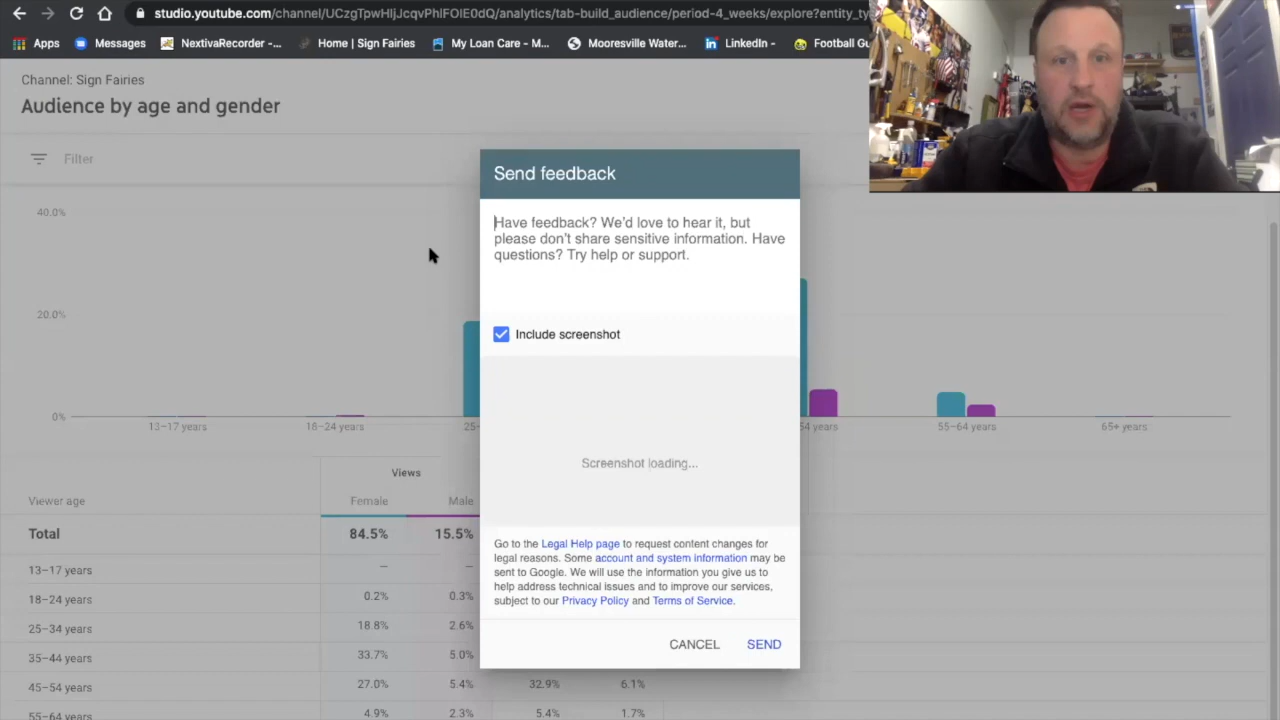 studio.youtube.com/channel/UCzgTpwHIjJcqvPhlFOlE0dQ/analytics/tab-build_audience/period-4_weeks/explore?entity_ty
Apps Messages NextivaRecorder -... Home | Sign Fairies My Loan Care - M... Mooresville Water... LinkedIn - Football Gu
Channel: Sign Fairies
Audience by age and gender
Filter
40.0%
20.0%
0%
13–17 years 18–24 years 25- 54 years 55–64 years 65+ years
Send feedback
Have feedback? We'd love to hear it, but
please don't share sensitive information. Have
questions? Try help or support.
Include screenshot
Screenshot loading...
Go to the Legal Help page to request content changes for
legal reasons. Some account and system information may be
sent to Google. We will use the information you give us to
help address technical issues and to improve our services,
subject to our Privacy Policy and Terms of Service.
CANCEL SEND
Views
Viewer age Female Male
Total 84.5% 15.5%
13–17 years — —
18–24 years 0.2% 0.3%
25–34 years 18.8% 2.6%
35–44 years 33.7% 5.0%
45–54 years 27.0% 5.4% 32.9% 6.1%
55–64 years 4.9% 2.3% 5.4% 1.7%